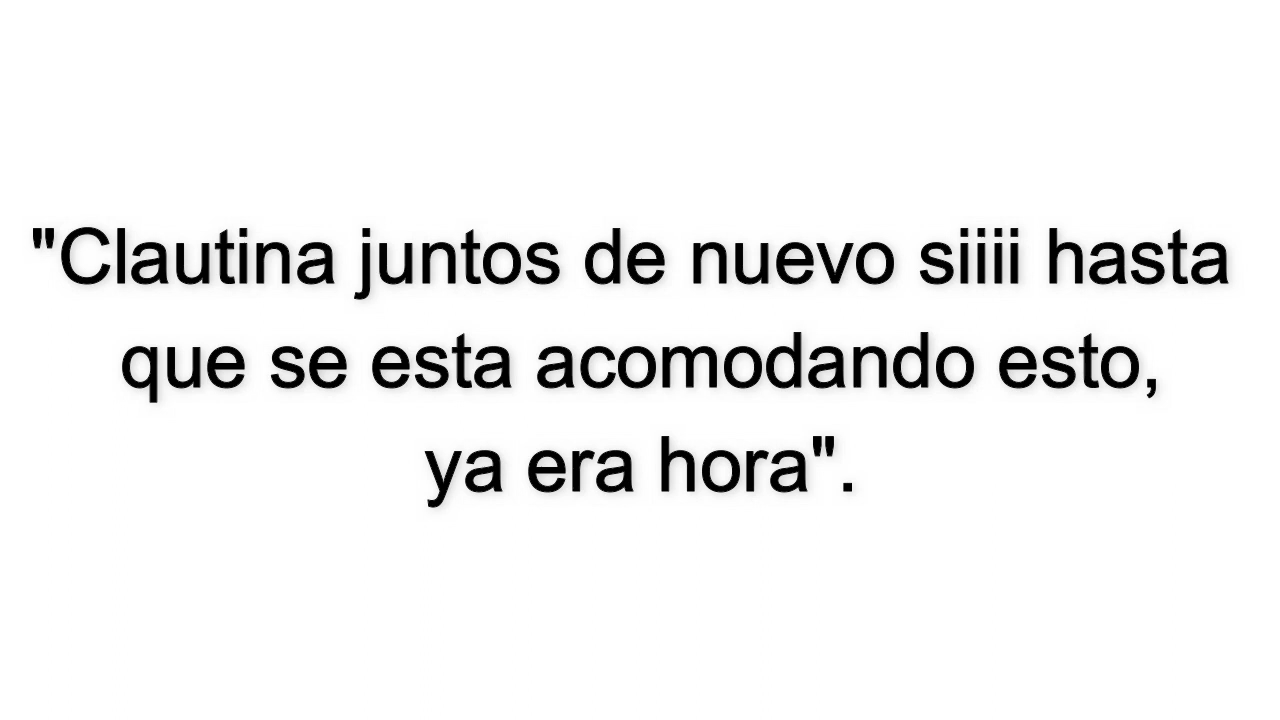 "Clautina juntos de nuevo siiii hasta
que se esta acomodando esto,
ya era hora".